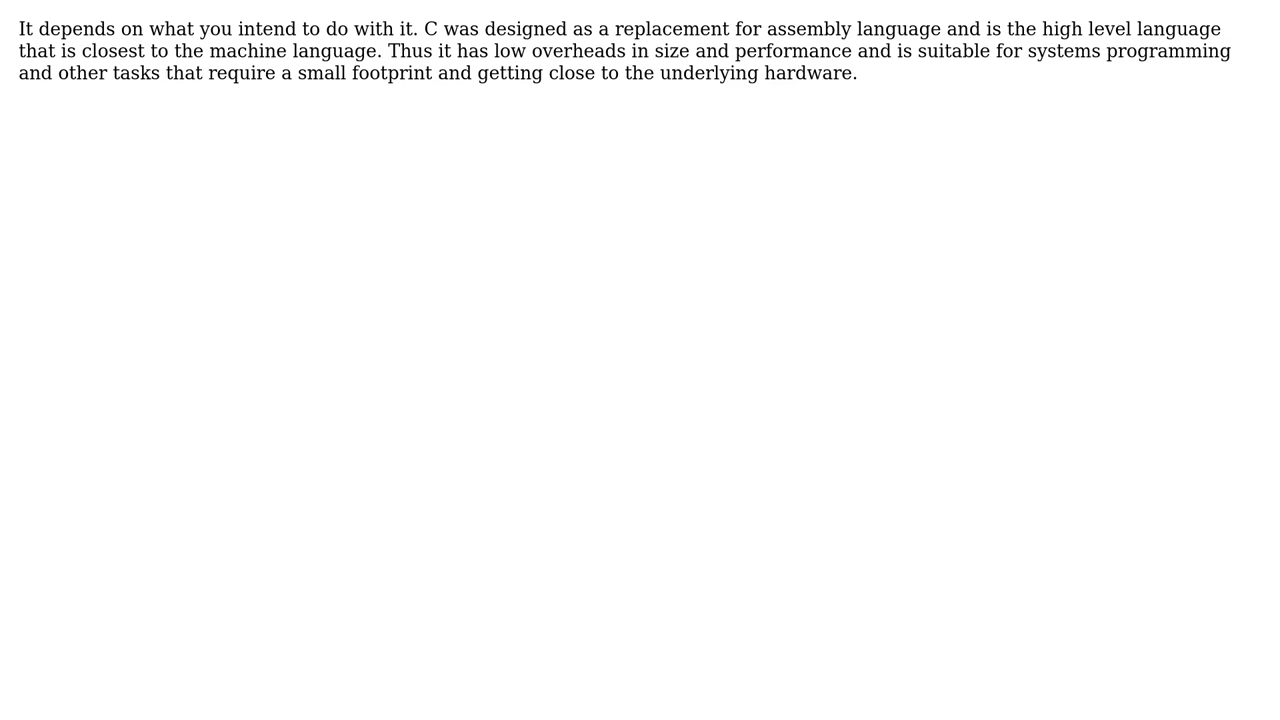 It depends on what you intend to do with it. C was designed as a replacement for assembly language and is the high level language
that is closest to the machine language. Thus it has low overheads in size and performance and is suitable for systems programming
and other tasks that require a small footprint and getting close to the underlying hardware.